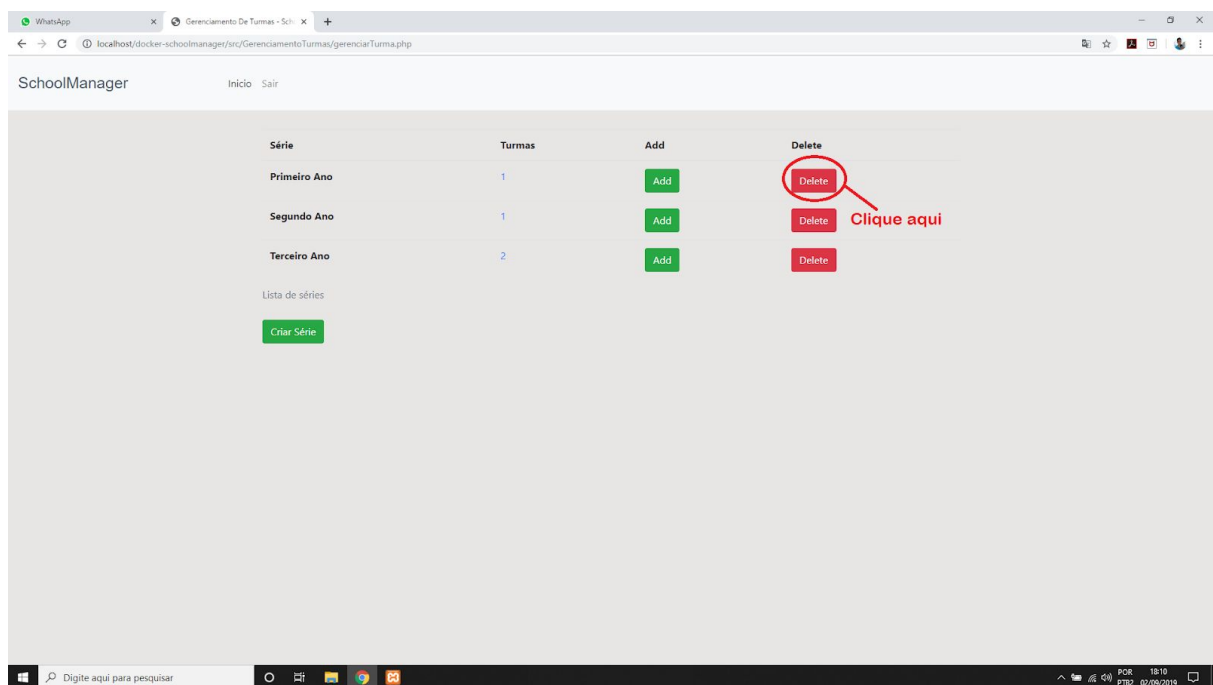 WhatsApp
Gerenciamento De Turmas - Sch
localhost/docker-schoolmanager/src/GerenciamentoTurmas/gerenciarTurma.php
SchoolManager Inicio Sair
Série Turmas Add Delete
Primeiro Ano 1 Add Delete
Segundo Ano 1 Add Delete Clique aqui
Terceiro Ano 2 Add Delete
Lista de séries
Criar Série
Digite aqui para pesquisar
POR 18:10
PTB2 02/09/2019